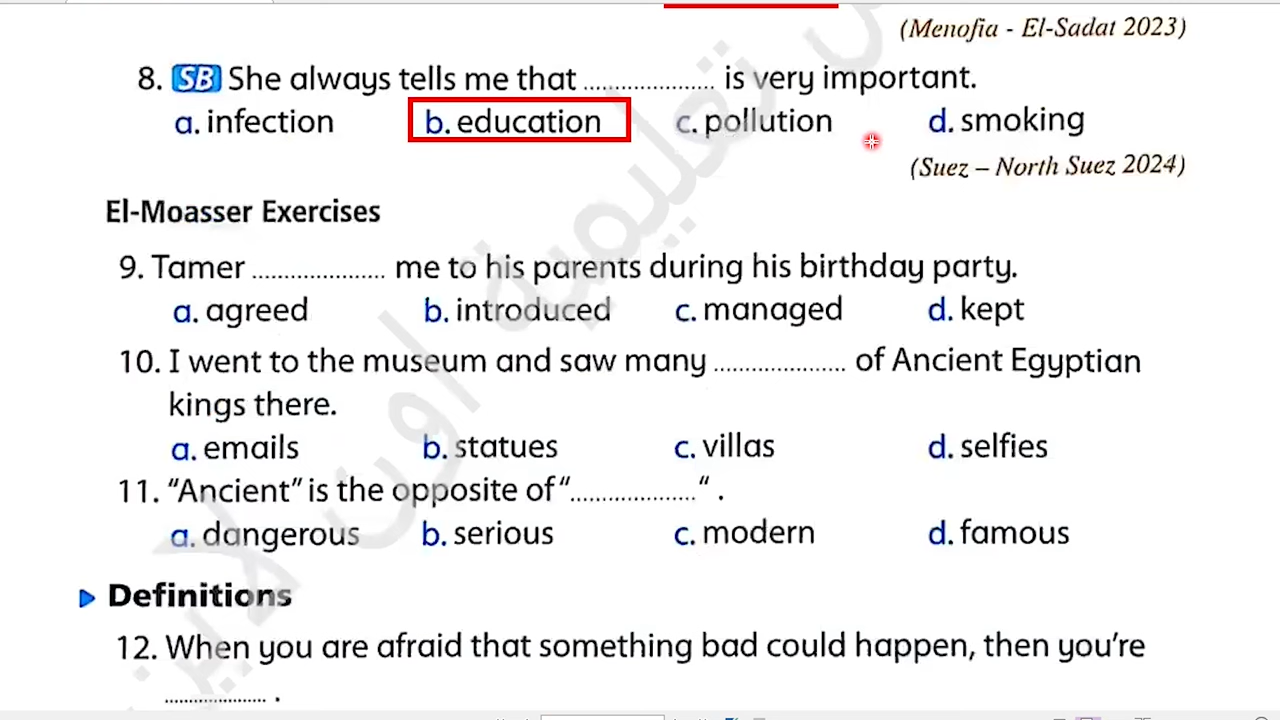 (Menofia - El-Sadat 2023)
8. SB She always tells me that ..................... is very important.
a. infection b. education c. pollution d. smoking
(Suez – North Suez 2024)
El-Moasser Exercises
9. Tamer ..................... me to his parents during his birthday party.
a. agreed b. introduced c. managed d. kept
10. I went to the museum and saw many ..................... of Ancient Egyptian
kings there.
a. emails b. statues c. villas d. selfies
11. “Ancient” is the opposite of “....................“ .
a. dangerous b. serious c. modern d. famous
Definitions
12. When you are afraid that something bad could happen, then you’re
..................... .
تعليمية اون لاين